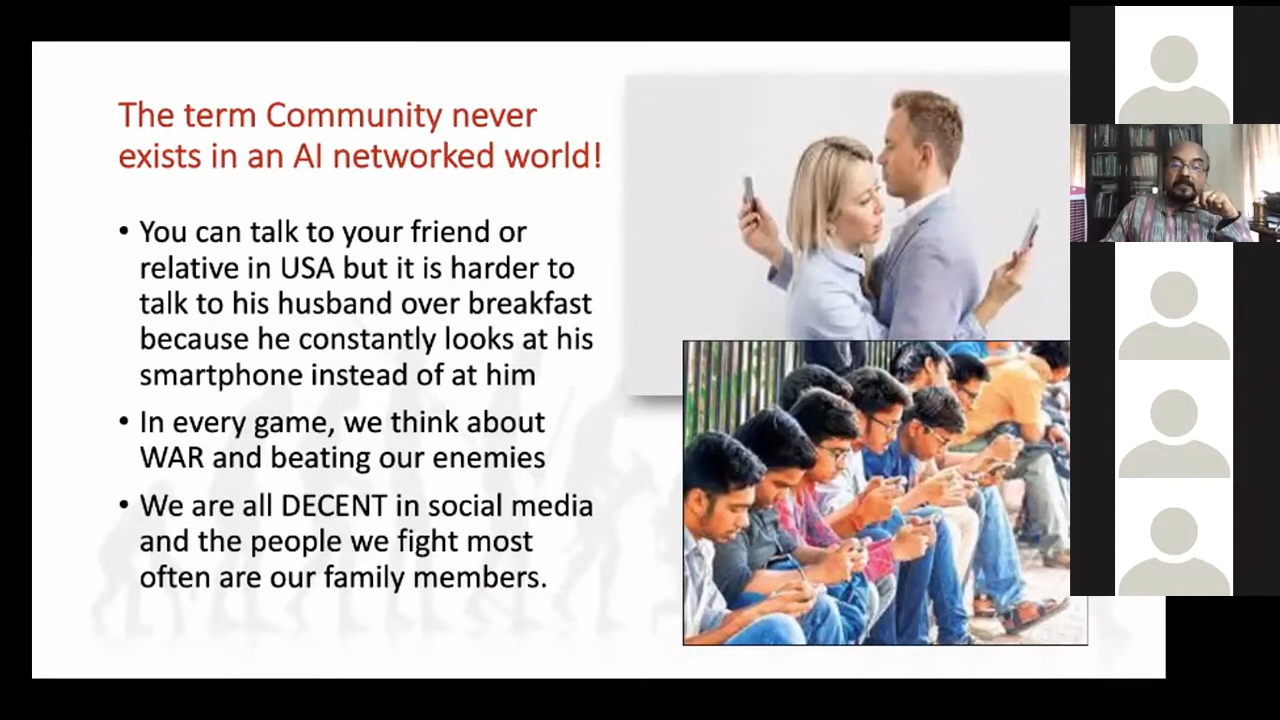 The term Community never
exists in an AI networked world!
• You can talk to your friend or
relative in USA but it is harder to
talk to his husband over breakfast
because he constantly looks at his
smartphone instead of at him
• In every game, we think about
WAR and beating our enemies
• We are all DECENT in social media
and the people we fight most
often are our family members.